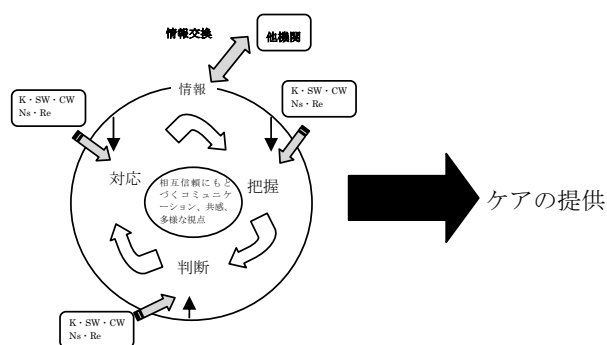 情報交換
他機関
情報
K・SW・CW
Ns・Re
K・SW・CW
Ns・Re
対応
相互信頼にもと
づくコミュニケ
ーション、共感、
多様な視点
把握
ケアの提供
判断
K・SW・CW
Ns・Re